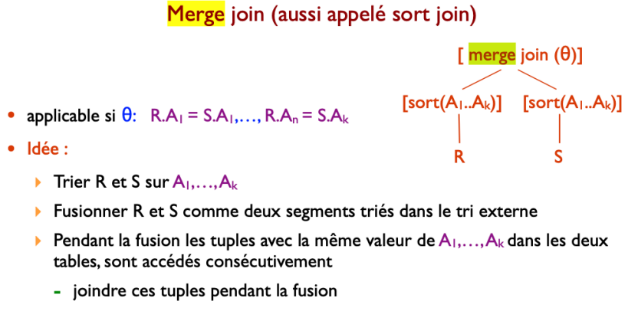 Merge join (aussi appelé sort join)
[ merge join (θ)]
[sort(A₁..Aₖ)] [sort(A₁..Aₖ)]
R S
• applicable si θ: R.A₁ = S.A₁,…, R.Aₙ = S.Aₖ
• Idée :
Trier R et S sur A₁,…,Aₖ
Fusionner R et S comme deux segments triés dans le tri externe
Pendant la fusion les tuples avec la même valeur de A₁,…,Aₖ dans les deux
tables, sont accédés consécutivement
- joindre ces tuples pendant la fusion